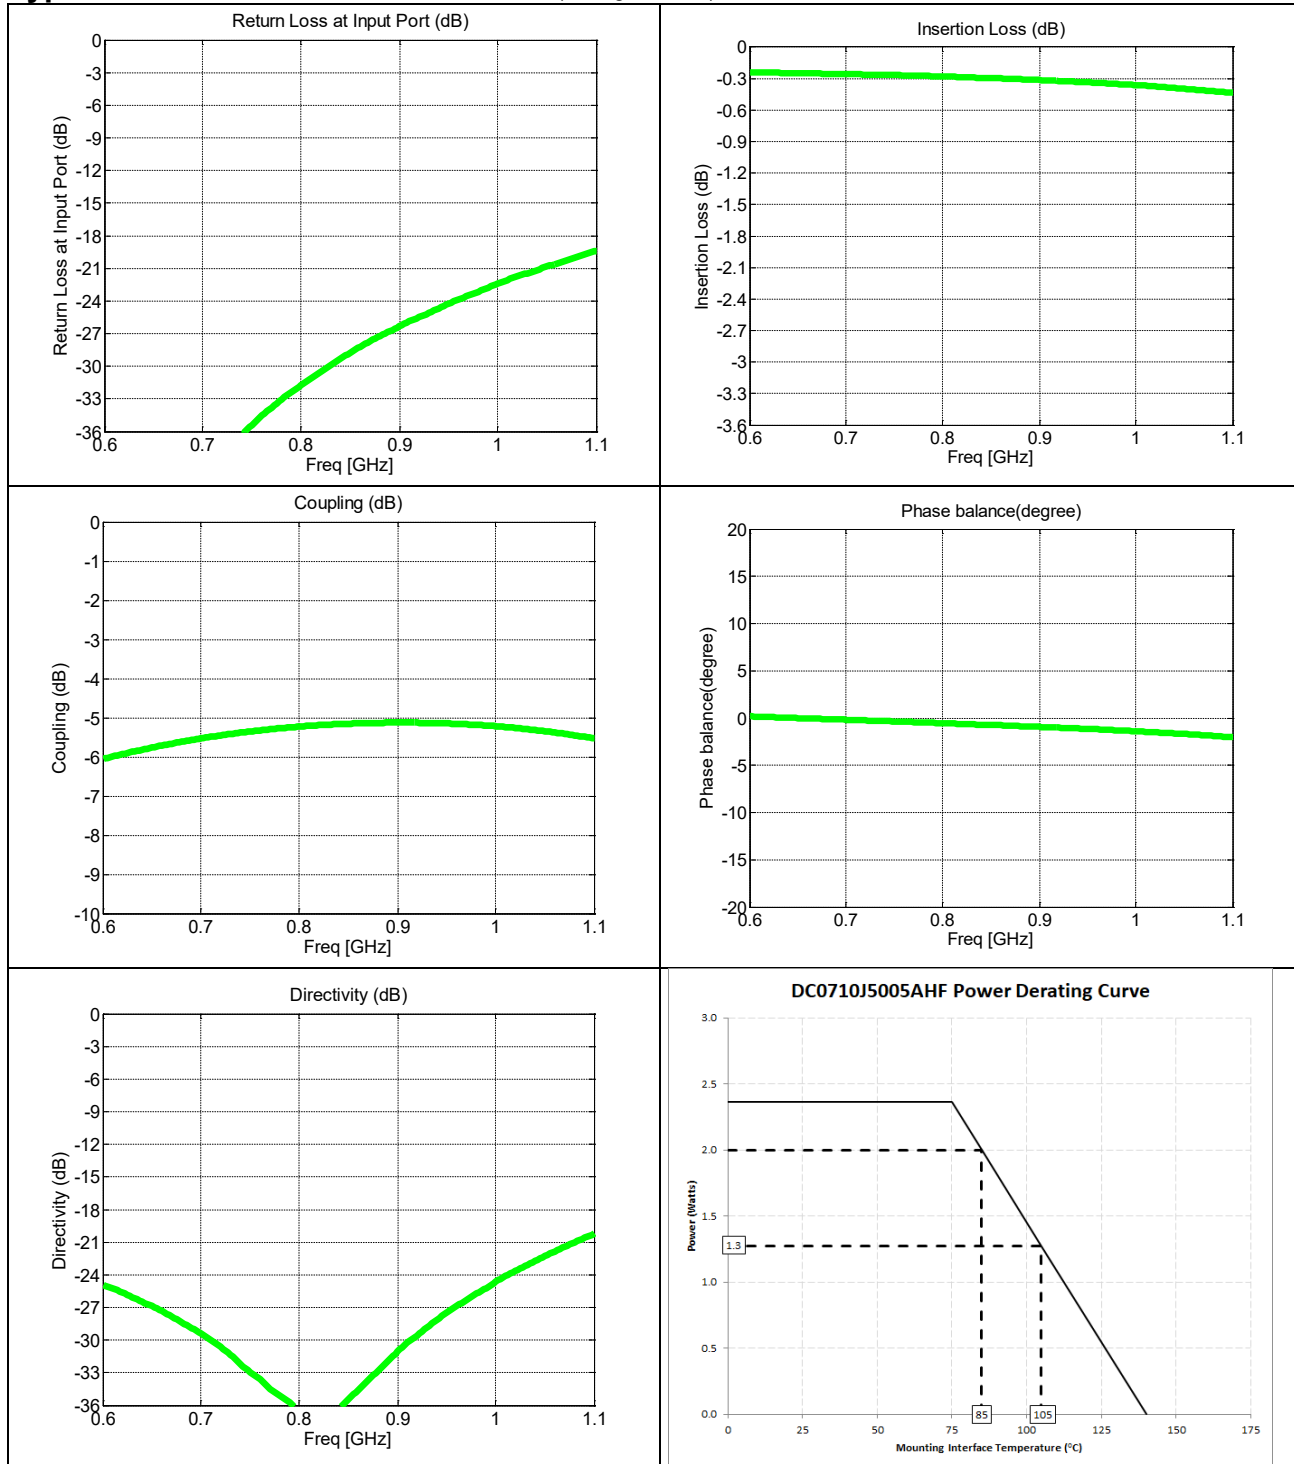 Return Loss at Input Port (dB)
Return Loss at Input Port (dB)
0
-3
-6
-9
-12
-15
-18
-21
-24
-27
-30
-33
-36
0.6 0.7 0.8 0.9 1 1.1
Freq [GHz]
Insertion Loss (dB)
Insertion Loss (dB)
0
-0.3
-0.6
-0.9
-1.2
-1.5
-1.8
-2.1
-2.4
-2.7
-3
-3.3
-3.6
0.6 0.7 0.8 0.9 1 1.1
Freq [GHz]
Coupling (dB)
Coupling (dB)
0
-1
-2
-3
-4
-5
-6
-7
-8
-9
-10
0.6 0.7 0.8 0.9 1 1.1
Freq [GHz]
Phase balance(degree)
Phase balance(degree)
20
15
10
5
0
-5
-10
-15
-20
0.6 0.7 0.8 0.9 1 1.1
Freq [GHz]
Directivity (dB)
Directivity (dB)
0
-3
-6
-9
-12
-15
-18
-21
-24
-27
-30
-33
-36
0.6 0.7 0.8 0.9 1 1.1
Freq [GHz]
DC0710J5005AHF Power Derating Curve
Power (Watts)
3.0
2.5
2.0
1.5
1.3
1.0
0.5
0.0
85 105
0 25 50 75 100 125 150 175
Mounting Interface Temperature (°C)